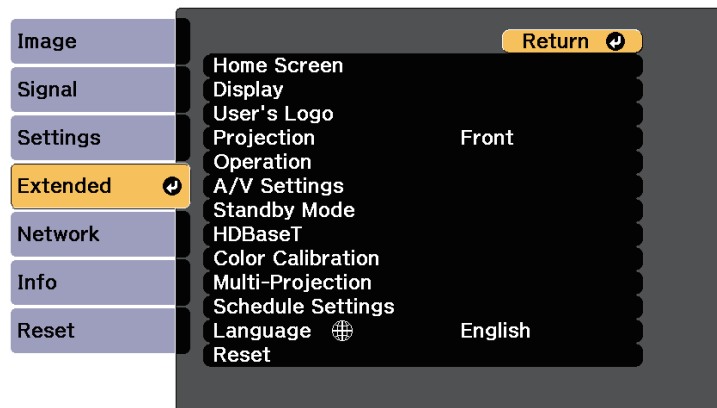 Image
Signal
Settings
Extended
Network
Info
Reset
Return
Home Screen
Display
User's Logo
Projection Front
Operation
A/V Settings
Standby Mode
HDBaseT
Color Calibration
Multi-Projection
Schedule Settings
Language English
Reset